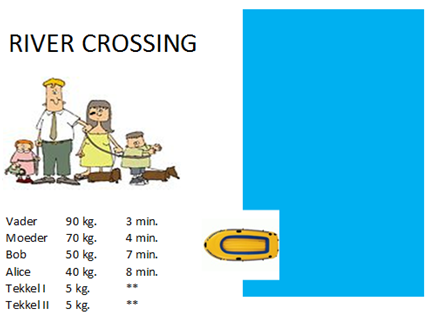 RIVER CROSSING
Vader 90 kg. 3 min.
Moeder 70 kg. 4 min.
Bob 50 kg. 7 min.
Alice 40 kg. 8 min.
Tekkel I 5 kg. **
Tekkel II 5 kg. **